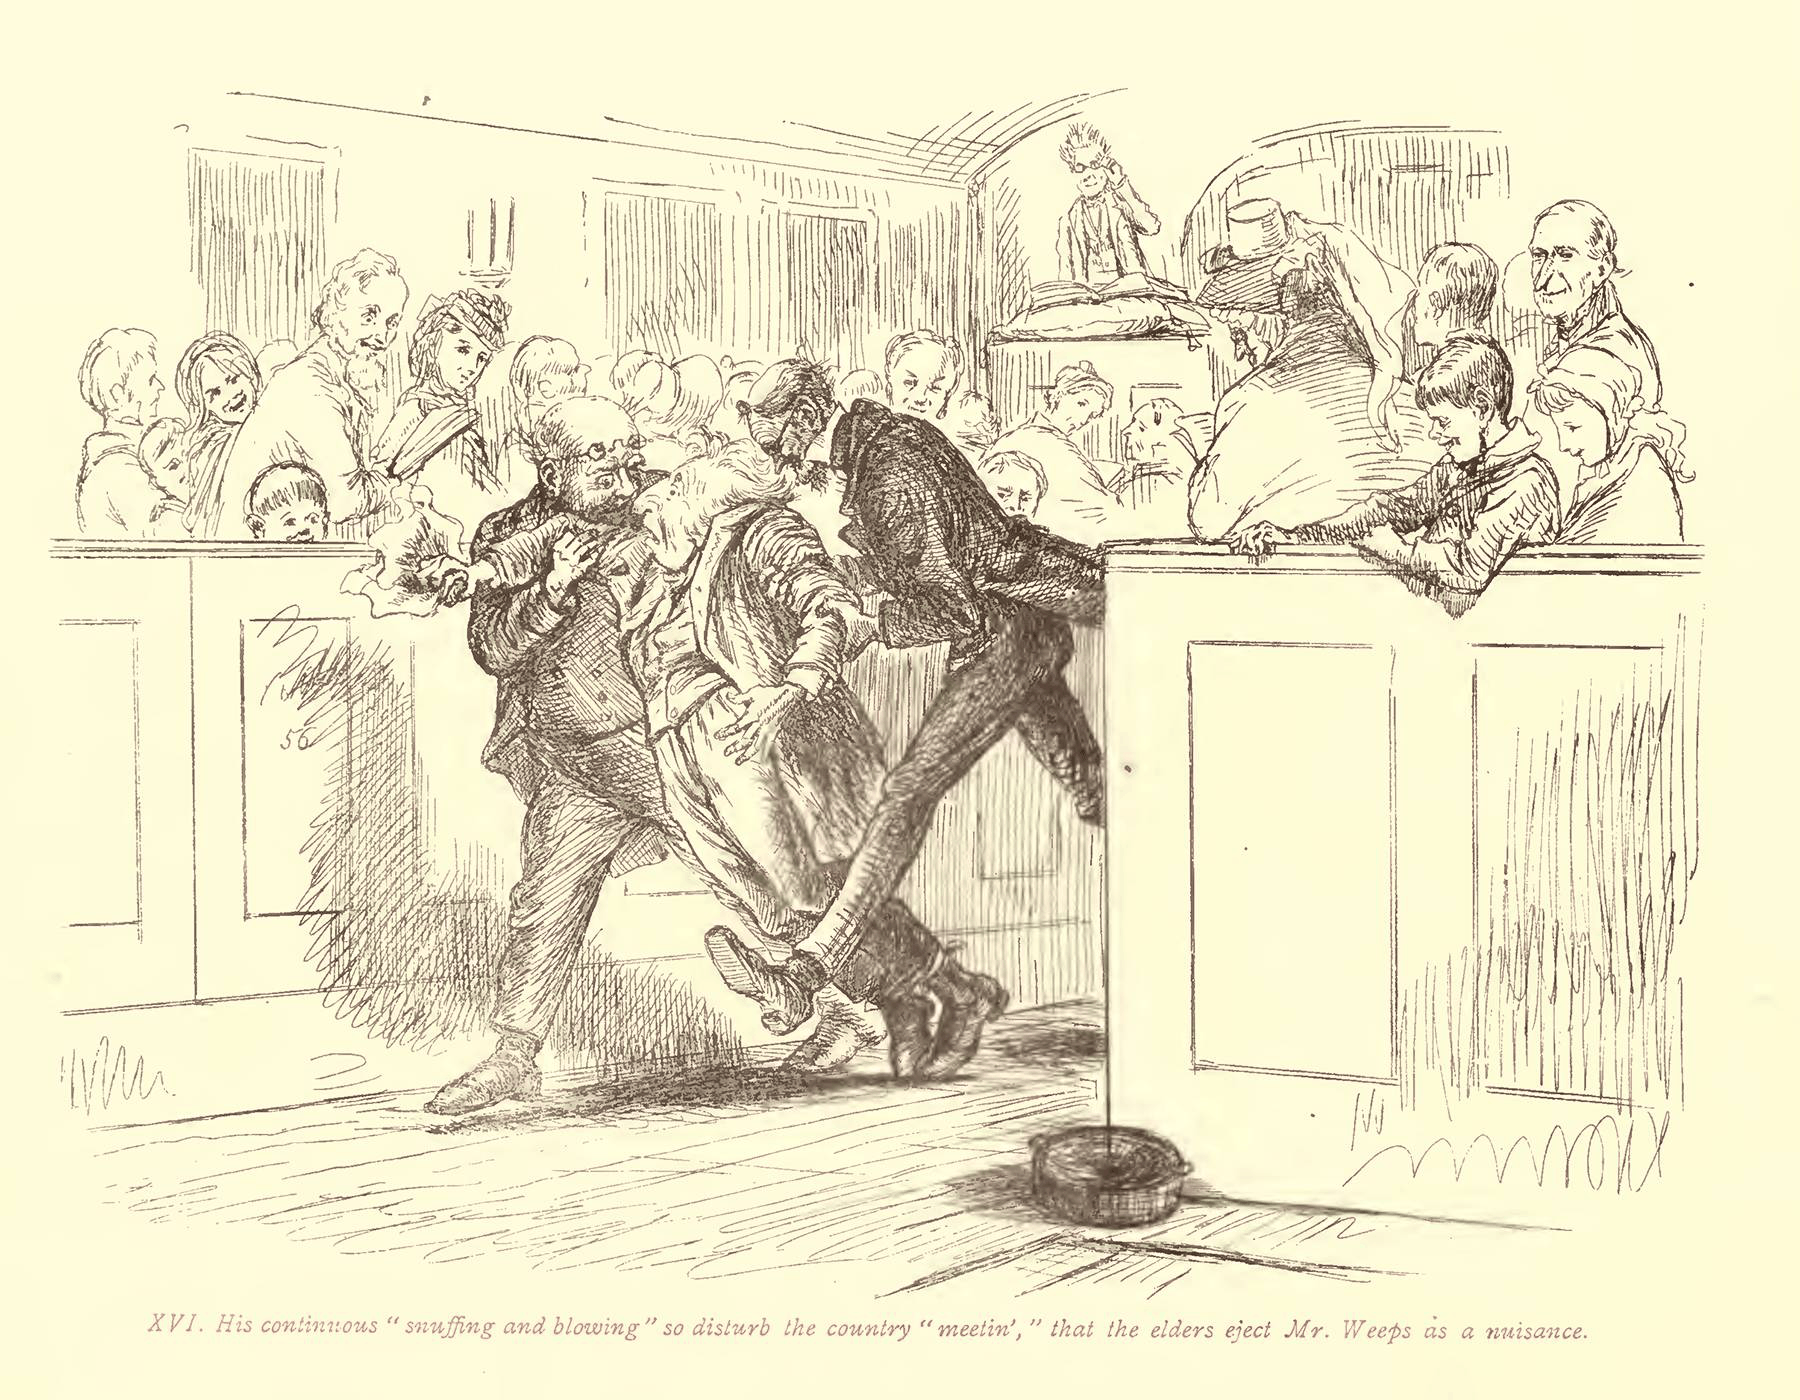 56
XVI. His continuous “snuffing and blowing” so disturb the country “meetin’,” that the elders eject Mr. Weeps as a nuisance.